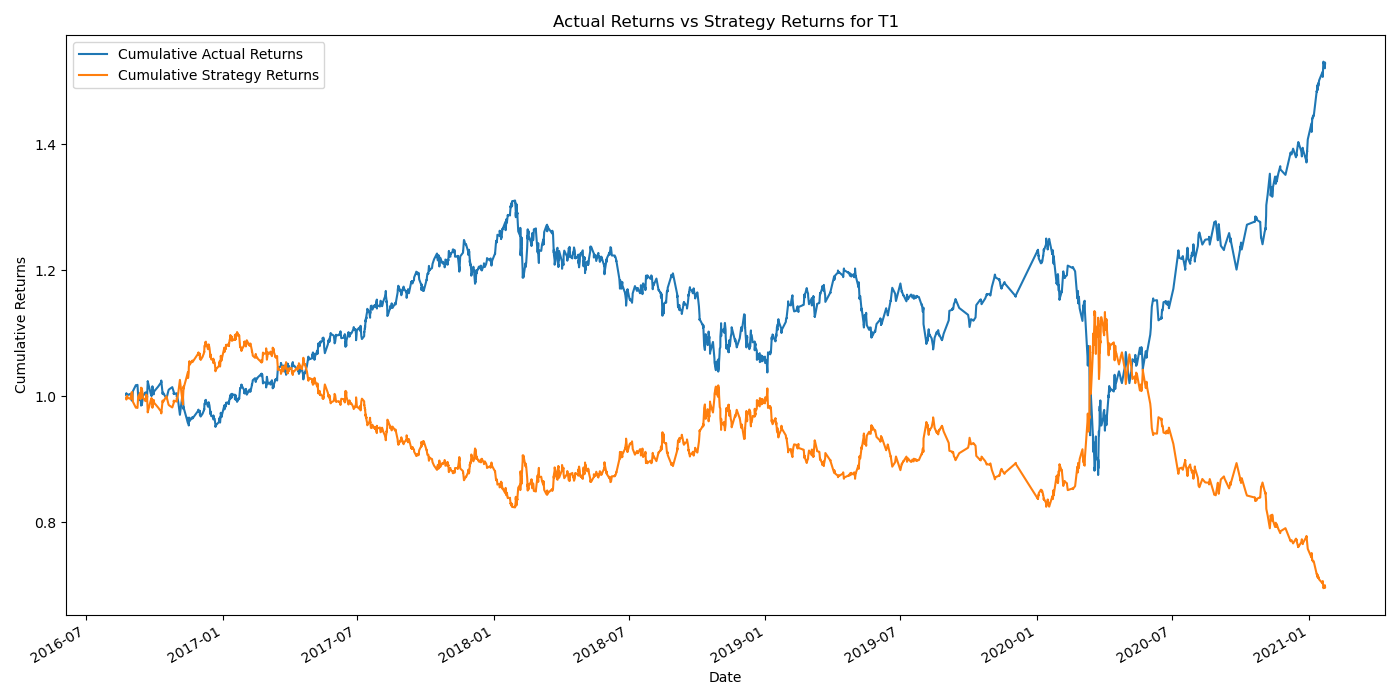 Actual Returns vs Strategy Returns for T1
Cumulative Actual Returns
Cumulative Strategy Returns
Cumulative Returns
1.4
1.2
1.0
0.8
2016-07
2017-01
2017-07
2018-01
2018-07
2019-01
2019-07
2020-01
2020-07
2021-01
Date